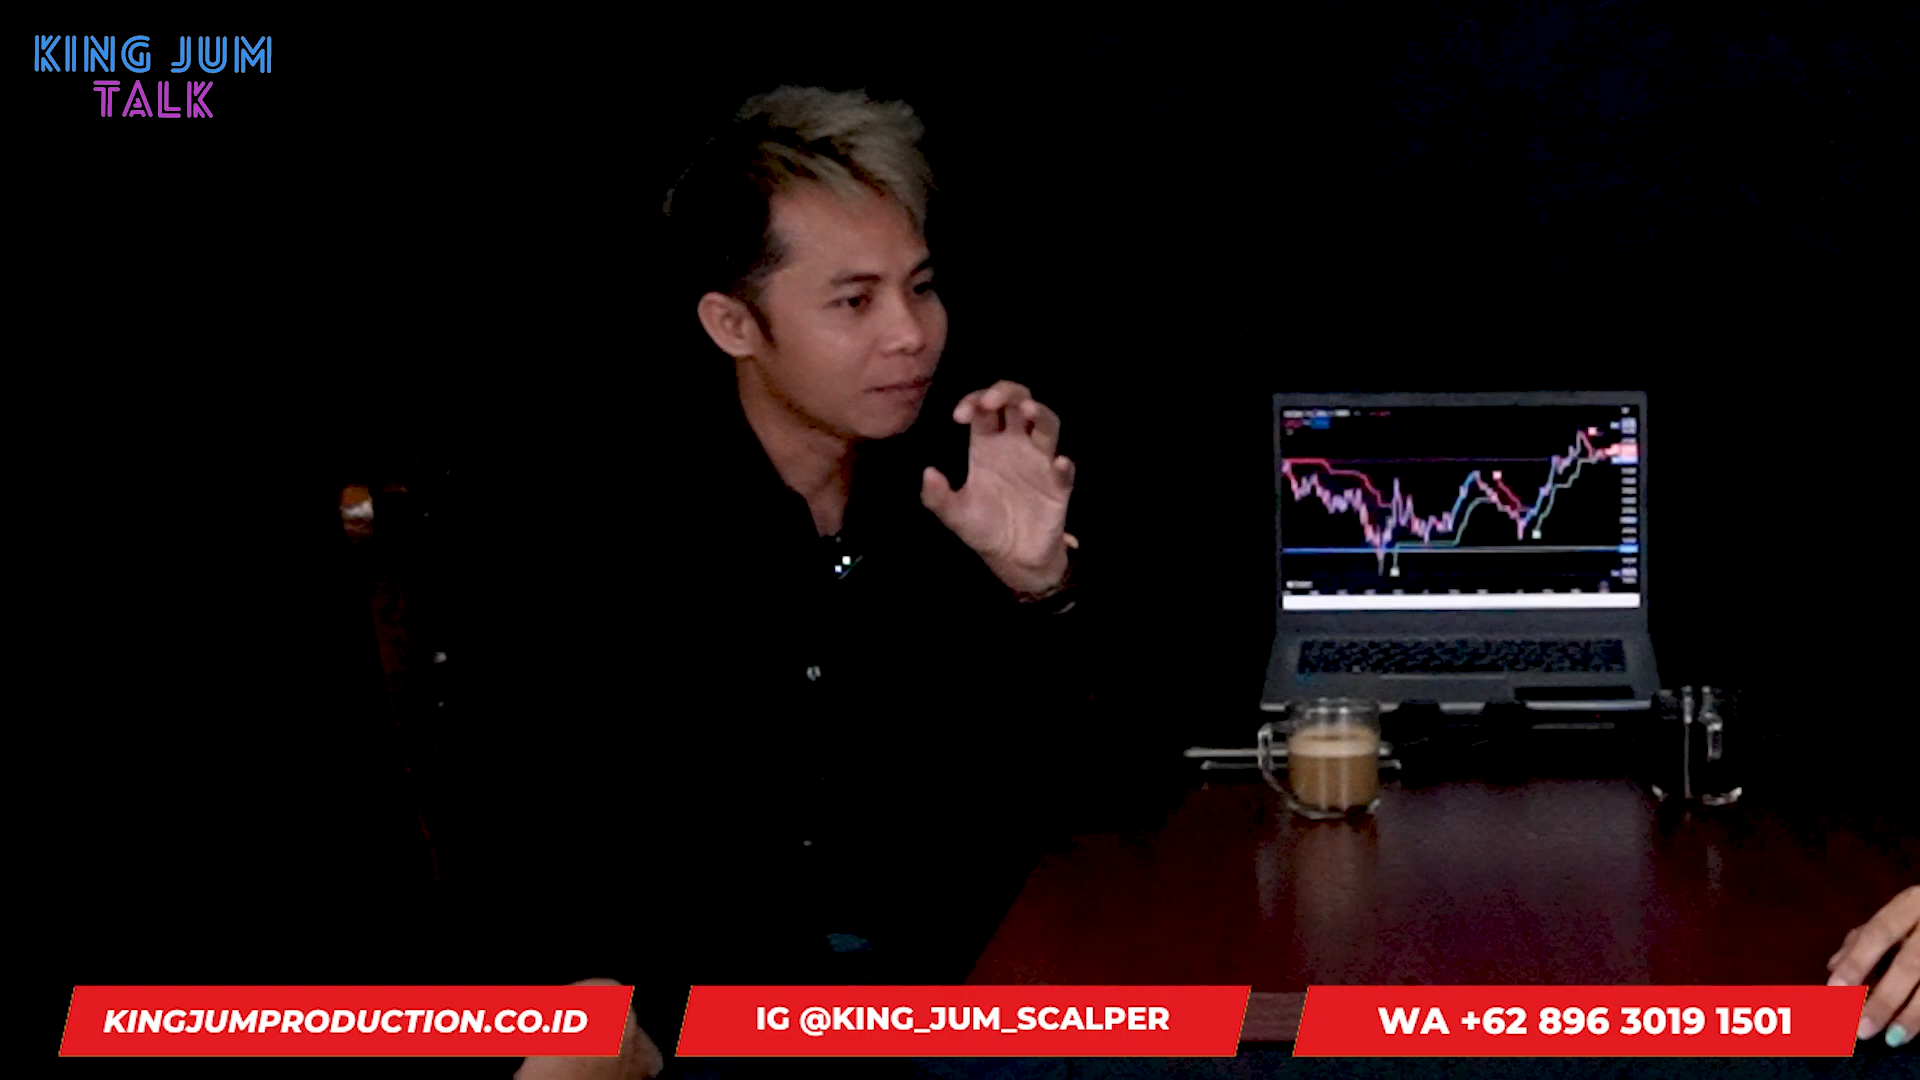 KING JUM
TALK
KINGJUMPRODUCTION.CO.ID
IG @KING_JUM_SCALPER
WA +62 896 3019 1501